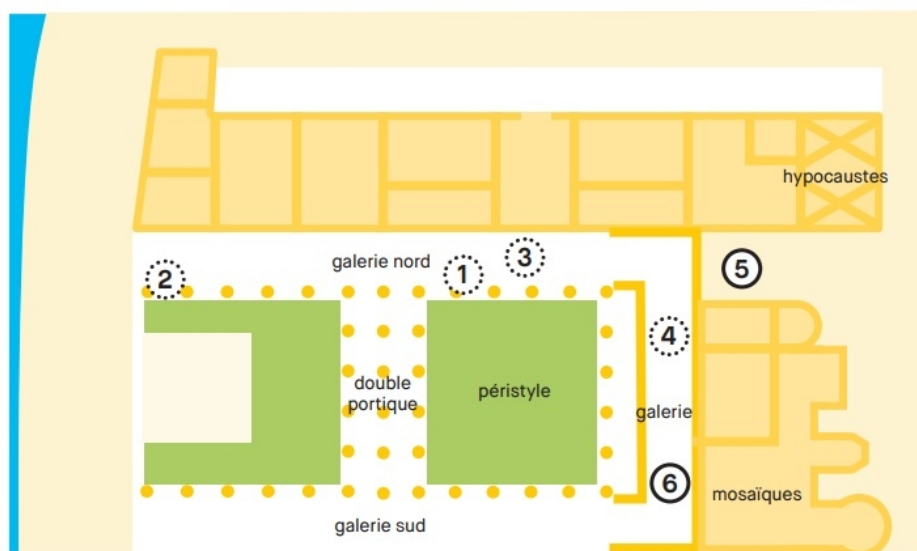 hypocaustes
galerie nord
1
2
3
4
5
6
double
portique
péristyle
galerie
mosaïques
galerie sud